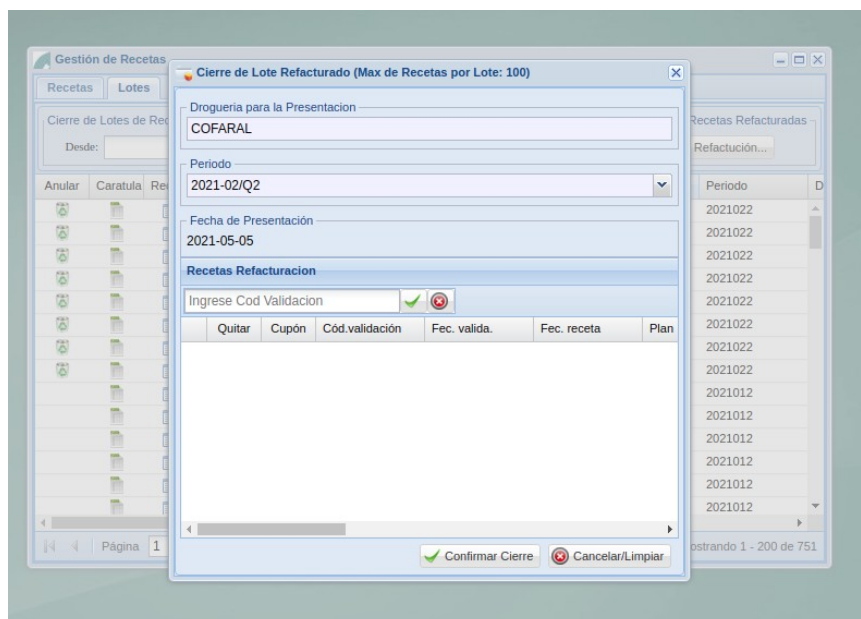 Gestión de Recetas
Recetas Lotes
Cierre de Lotes de Rec
Recetas Refacturadas
Desde:
Refactución...
Anular Caratula Re Periodo D
2021022
2021022
2021022
2021022
2021022
2021022
2021022
2021022
2021012
2021012
2021012
2021012
2021012
2021012
Página 1
ostrando 1 - 200 de 751
Cierre de Lote Refacturado (Max de Recetas por Lote: 100)
Drogueria para la Presentacion
COFARAL
Periodo
2021-02/Q2
Fecha de Presentación
2021-05-05
Recetas Refacturacion
Ingrese Cod Validacion
Quitar Cupón Cód.validación Fec. valida. Fec. receta Plan
Confirmar Cierre Cancelar/Limpiar